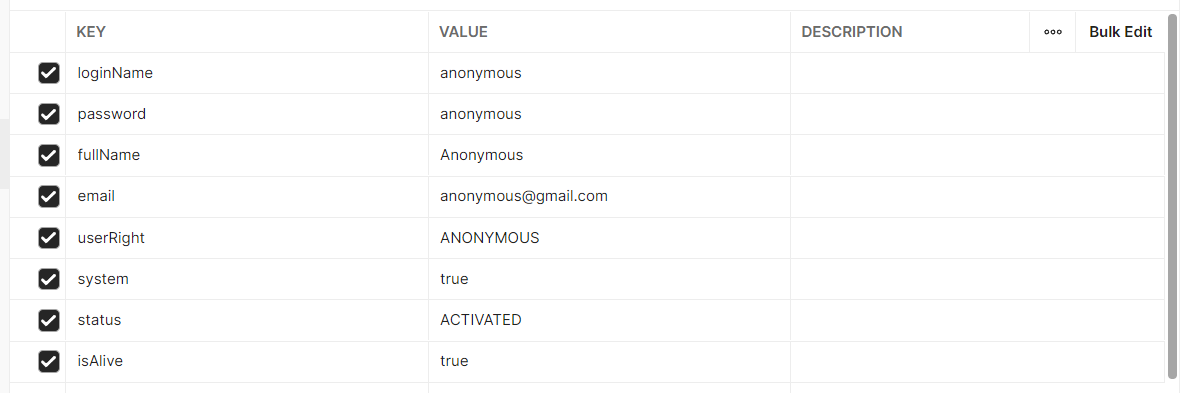 KEY VALUE DESCRIPTION ooo Bulk Edit
loginName anonymous
password anonymous
fullName Anonymous
email anonymous@gmail.com
userRight ANONYMOUS
system true
status ACTIVATED
isAlive true